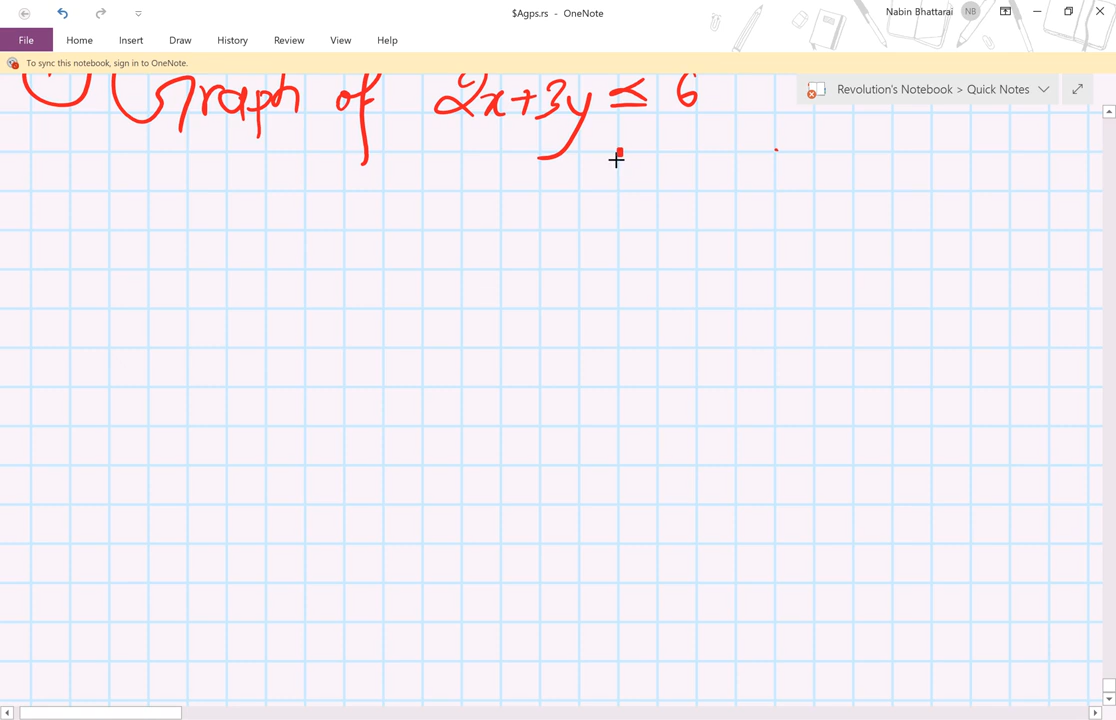 $Agps.rs - OneNote
Nabin Bhattarai NB
File Home Insert Draw History Review View Help
To sync this notebook, sign in to OneNote.
Revolution's Notebook > Quick Notes
Graph of 2x+3y ≤ 6